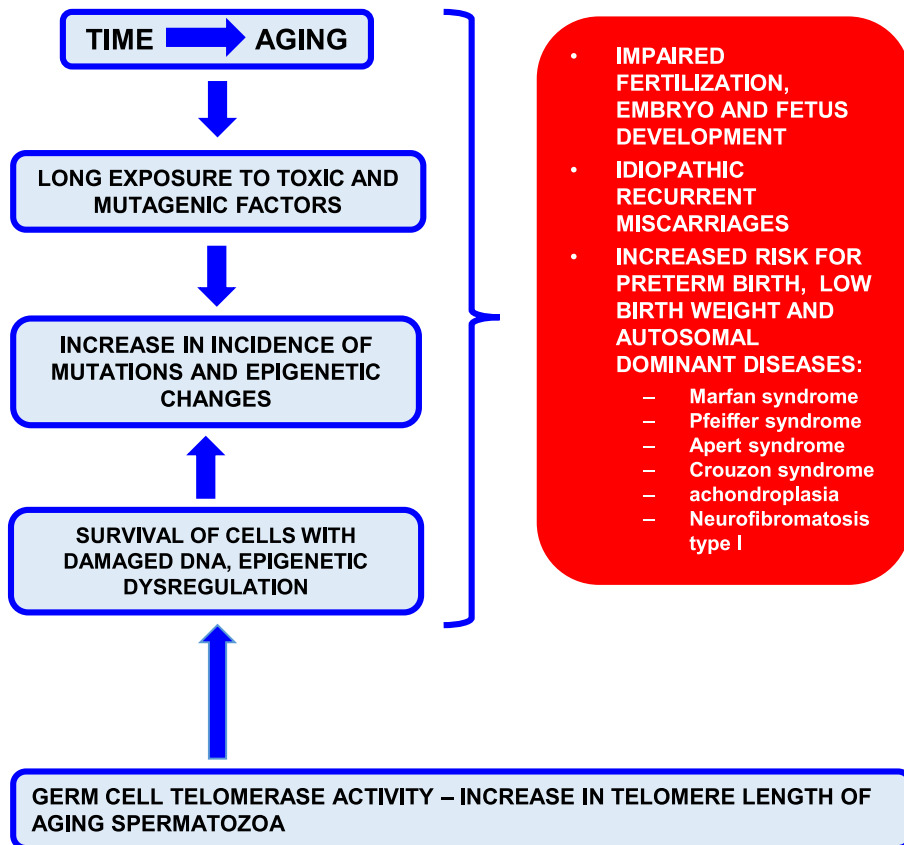 TIME AGING
LONG EXPOSURE TO TOXIC AND
MUTAGENIC FACTORS
INCREASE IN INCIDENCE OF
MUTATIONS AND EPIGENETIC
CHANGES
SURVIVAL OF CELLS WITH
DAMAGED DNA, EPIGENETIC
DYSREGULATION
GERM CELL TELOMERASE ACTIVITY – INCREASE IN TELOMERE LENGTH OF
AGING SPERMATOZOA
• IMPAIRED
FERTILIZATION,
EMBRYO AND FETUS
DEVELOPMENT
• IDIOPATHIC
RECURRENT
MISCARRIAGES
• INCREASED RISK FOR
PRETERM BIRTH, LOW
BIRTH WEIGHT AND
AUTOSOMAL
DOMINANT DISEASES:
– Marfan syndrome
– Pfeiffer syndrome
– Apert syndrome
– Crouzon syndrome
– achondroplasia
– Neurofibromatosis
type I